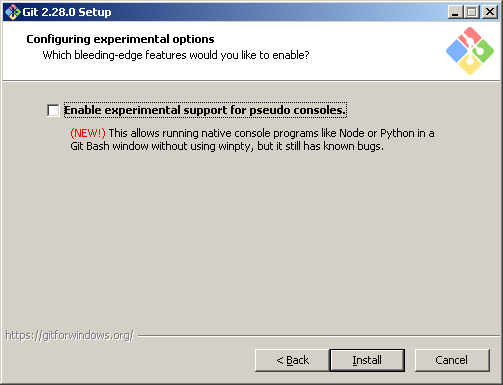 Git 2.28.0 Setup
Configuring experimental options
Which bleeding-edge features would you like to enable?
Enable experimental support for pseudo consoles.
(NEW!) This allows running native console programs like Node or Python in a
Git Bash window without using winpty, but it still has known bugs.
https://gitforwindows.org/
< Back
Install
Cancel